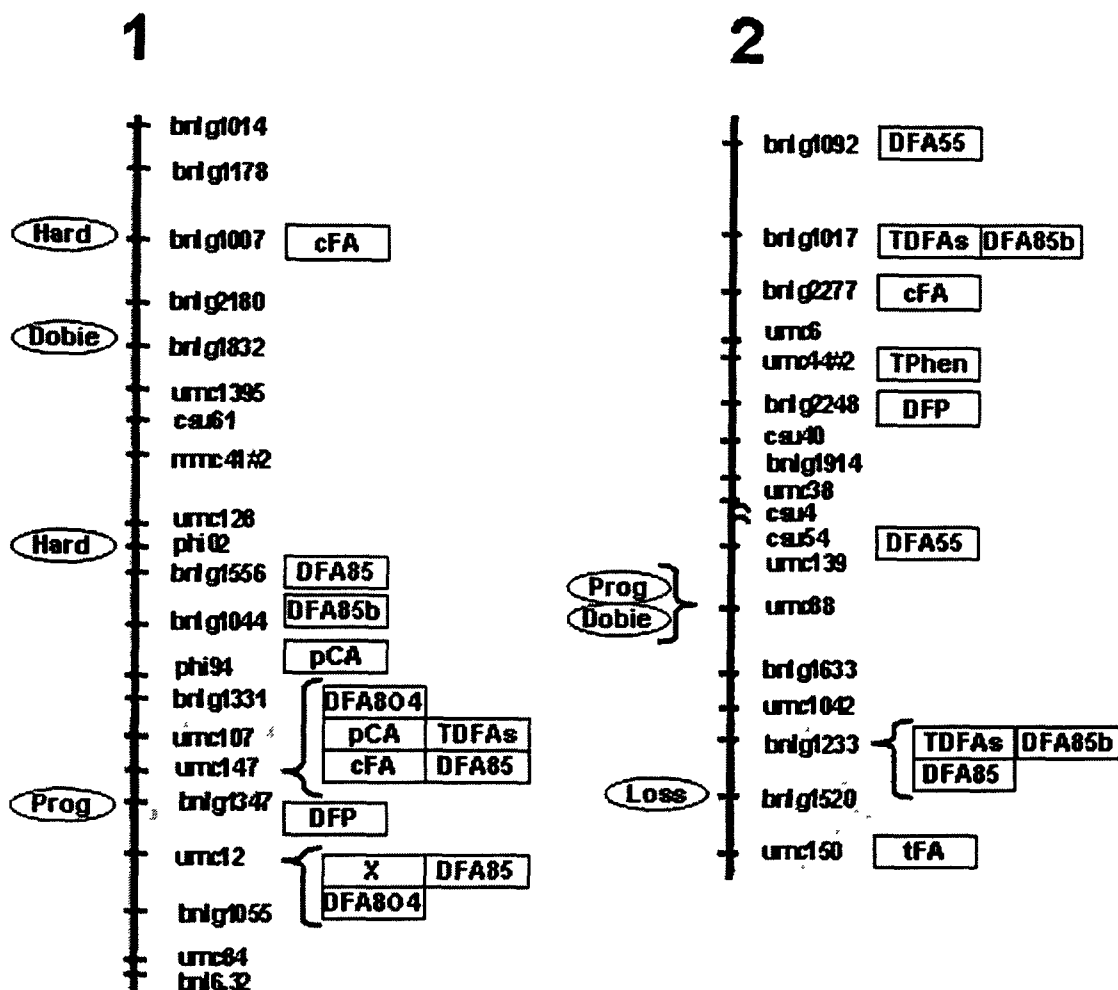 1
bnlg1014
bnlg1178
Hard bnlg1007 cFA
bnlg2180
Dobie bnlg1832
umc1395
csu61
mmc41#2
umc128
Hard phi02
bnlg1556 DFA85
bnlg1044 DFA85b
phi94 pCA
bnlg1331 DFA8O4
umc107 pCA TDFAs
umc147 cFA DFA85
Prog bnlg1347 DFP
umc12 X DFA85
DFA8O4
bnlg1055
umc84
bnl6.32
2
bnlg1092 DFA55
bnlg1017 TDFAs DFA85b
bnlg2277 cFA
umc6
umc44#2 TPhen
bnlg2248 DFP
csu40
bnlg1914
umc38
csu4
csu54 DFA55
umc139
Prog
Dobie
umc88
bnlg1633
umc1042
bnlg1233 TDFAs DFA85b
DFA85
Loss bnlg1520
umc150 tFA